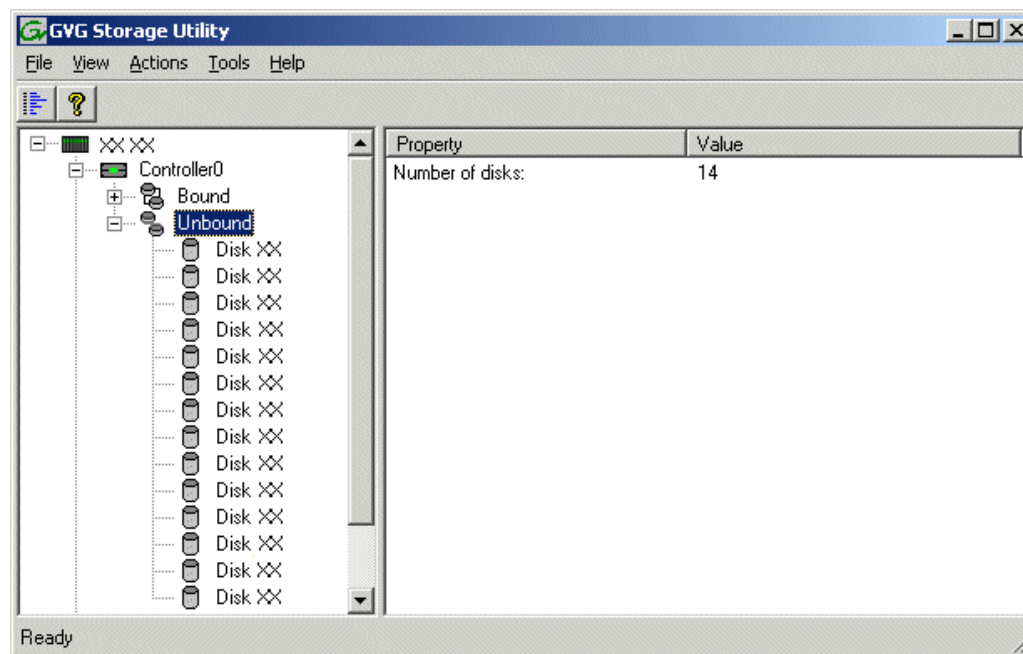 GVG Storage Utility
File View Actions Tools Help
XX XX
Controller0
Bound
Unbound
Disk XX
Disk XX
Disk XX
Disk XX
Disk XX
Disk XX
Disk XX
Disk XX
Disk XX
Disk XX
Disk XX
Disk XX
Disk XX
Disk XX
Property Value
Number of disks: 14
Ready